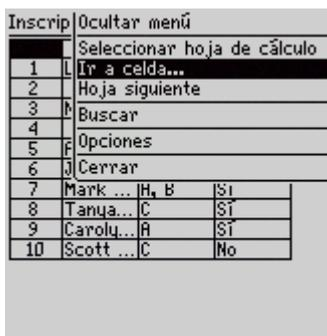 Inscrip Ocultar menú
Seleccionar hoja de cálculo
1 L Ir a celda...
2 Hoja siguiente
3 Buscar
4
5 Opciones
6 J Cerrar
7 Mark ... A, B Sí
8 Tanya... C Sí
9 Caroly... A Sí
10 Scott ... C No